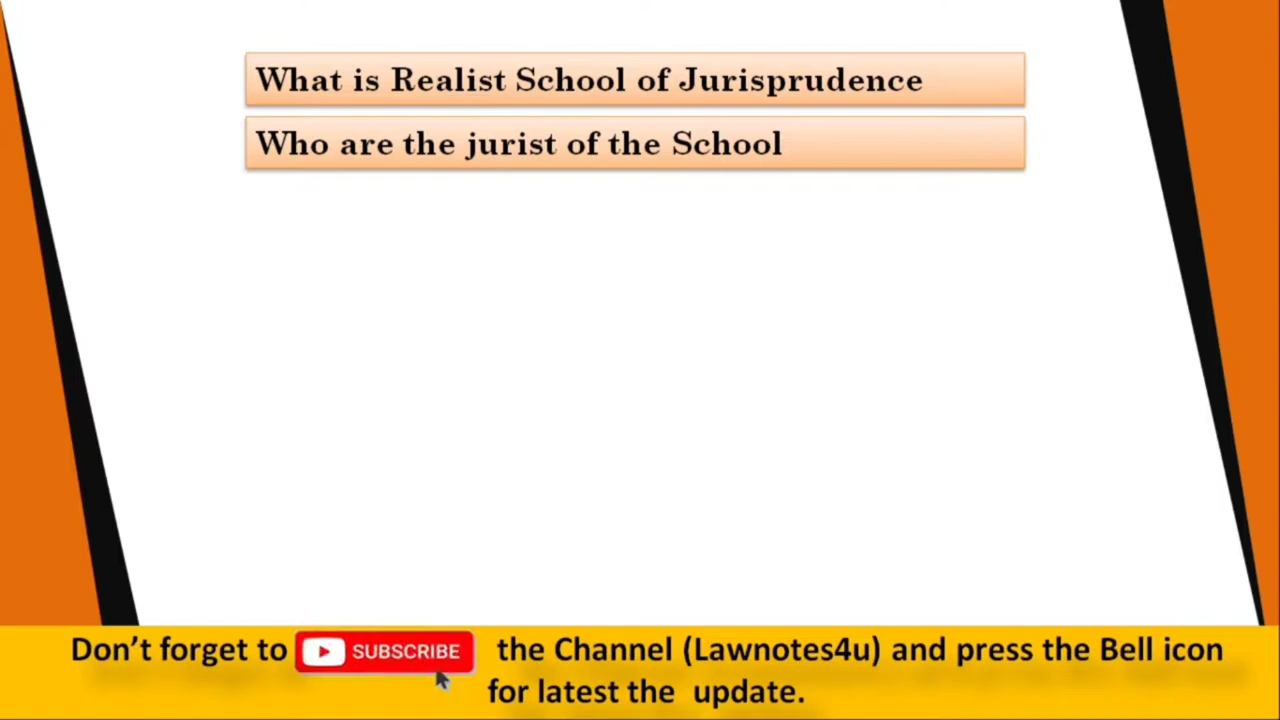 What is Realist School of Jurisprudence
Who are the jurist of the School
Don't forget to SUBSCRIBE the Channel (Lawnotes4u) and press the Bell icon
for latest the update.